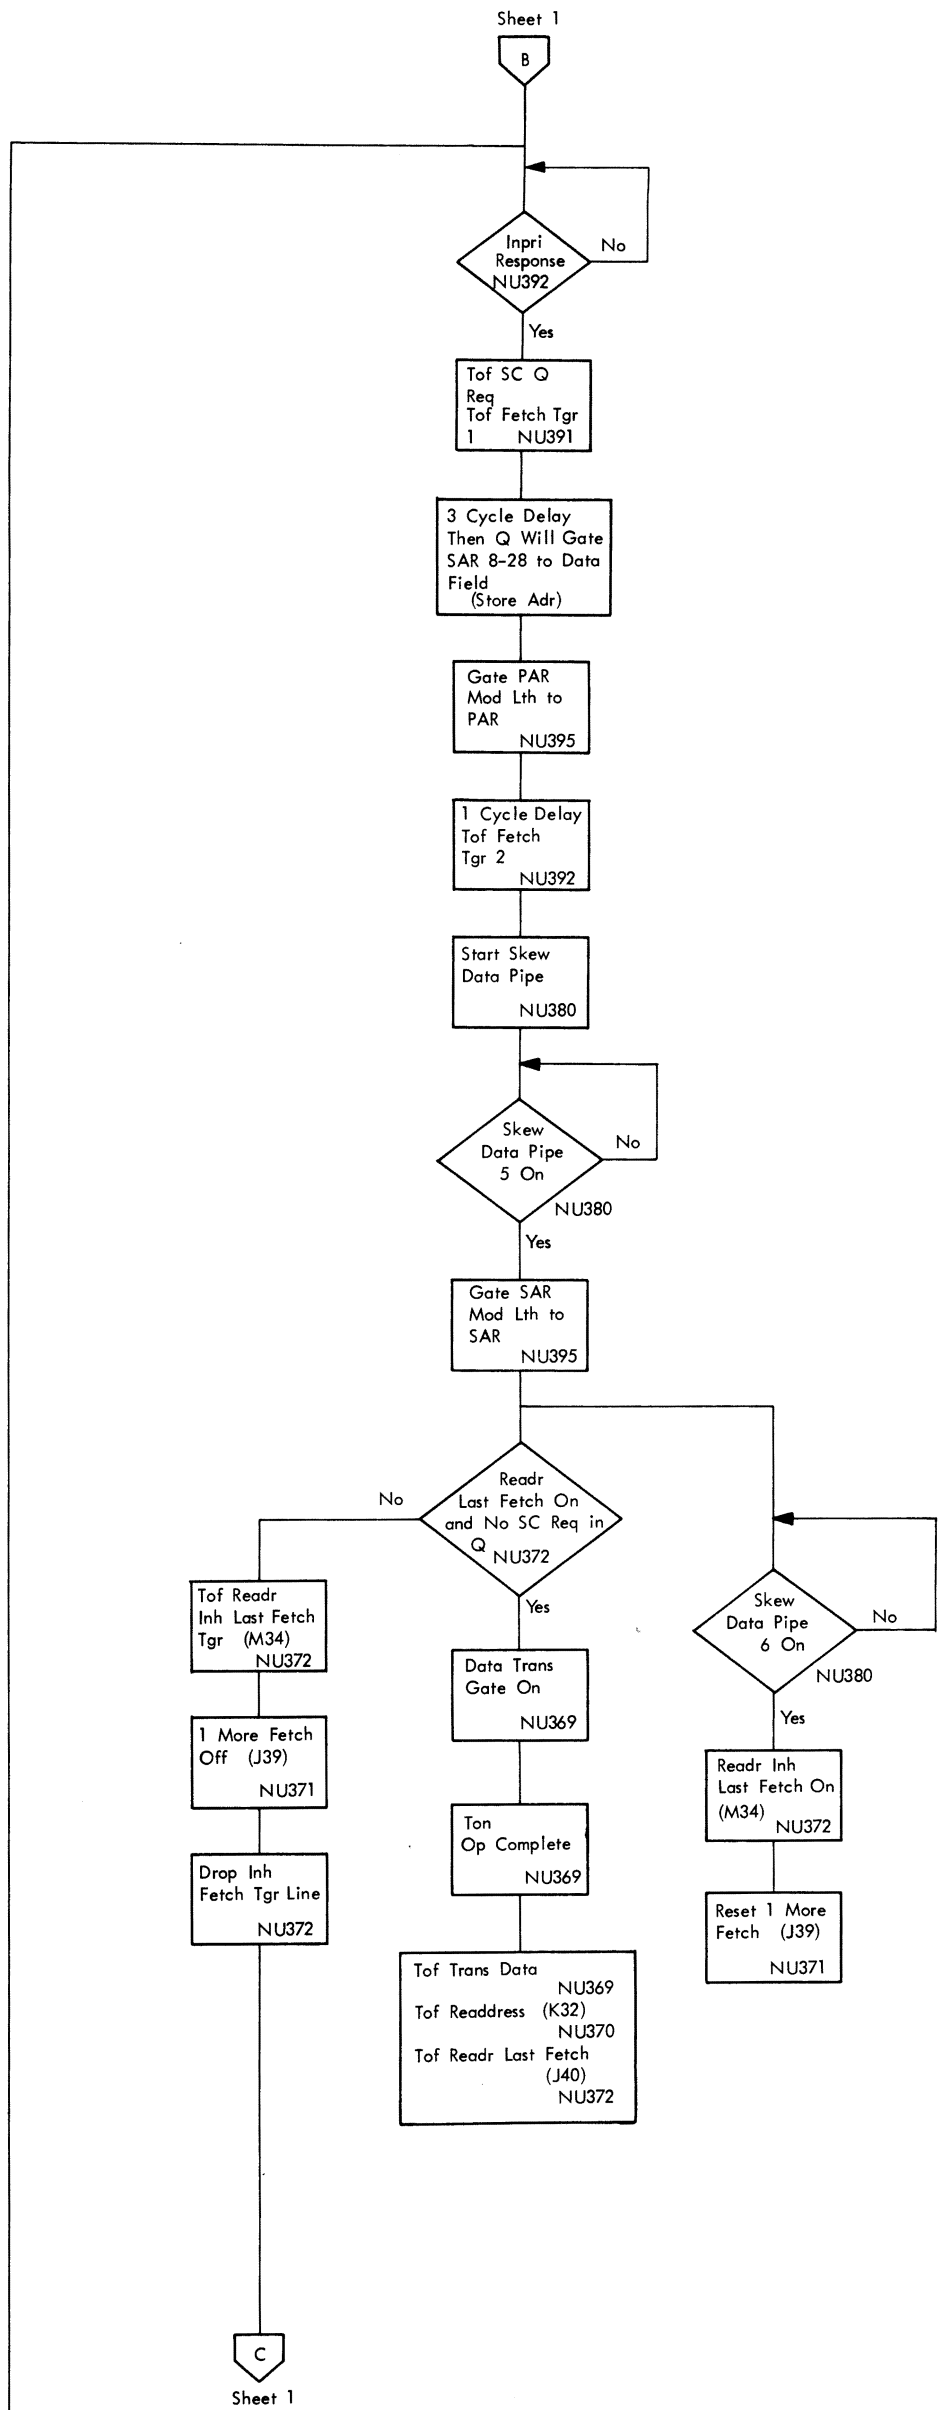 Sheet 1
B
Inpri
Response
NU392
No
Yes
Tof SC Q
Req
Tof Fetch Tgr
1 NU391
3 Cycle Delay
Then Q Will Gate
SAR 8-28 to Data
Field
(Store Adr)
Gate PAR
Mod Lth to
PAR
NU395
1 Cycle Delay
Tof Fetch
Tgr 2
NU392
Start Skew
Data Pipe
NU380
Skew
Data Pipe
5 On
No
NU380
Yes
Gate SAR
Mod Lth to
SAR
NU395
Readr
Last Fetch On
and No SC Req in
Q NU372
No
Yes
Tof Readr
Inh Last Fetch
Tgr (M34)
NU372
1 More Fetch
Off (J39)
NU371
Drop Inh
Fetch Tgr Line
NU372
Data Trans
Gate On
NU369
Ton
Op Complete
NU369
Tof Trans Data
NU369
Tof Readdress (K32)
NU370
Tof Readr Last Fetch
(J40)
NU372
Skew
Data Pipe
6 On
No
NU380
Yes
Readr Inh
Last Fetch On
(M34)
NU372
Reset 1 More
Fetch (J39)
NU371
C
Sheet 1